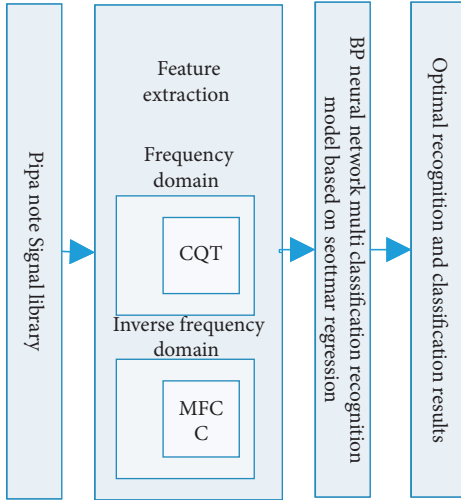 Pipa note Signal library
Feature
extraction
Frequency
domain
CQT
Inverse frequency
domain
MFC
C
BP neural network multi classification recognition
model based on seottmar regression
Optimal recognition and classification results